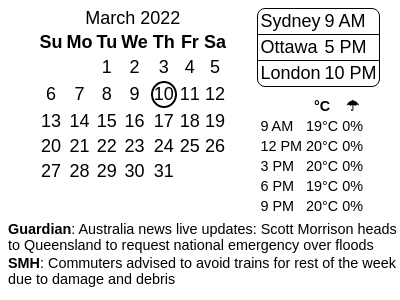 March 2022
Su Mo Tu We Th Fr Sa
1 2 3 4 5
6 7 8 9 10 11 12
13 14 15 16 17 18 19
20 21 22 23 24 25 26
27 28 29 30 31
Sydney 9 AM
Ottawa 5 PM
London 10 PM
°C ☂
9 AM 19°C 0%
12 PM 20°C 0%
3 PM 20°C 0%
6 PM 19°C 0%
9 PM 20°C 0%
Guardian: Australia news live updates: Scott Morrison heads
to Queensland to request national emergency over floods
SMH: Commuters advised to avoid trains for rest of the week
due to damage and debris